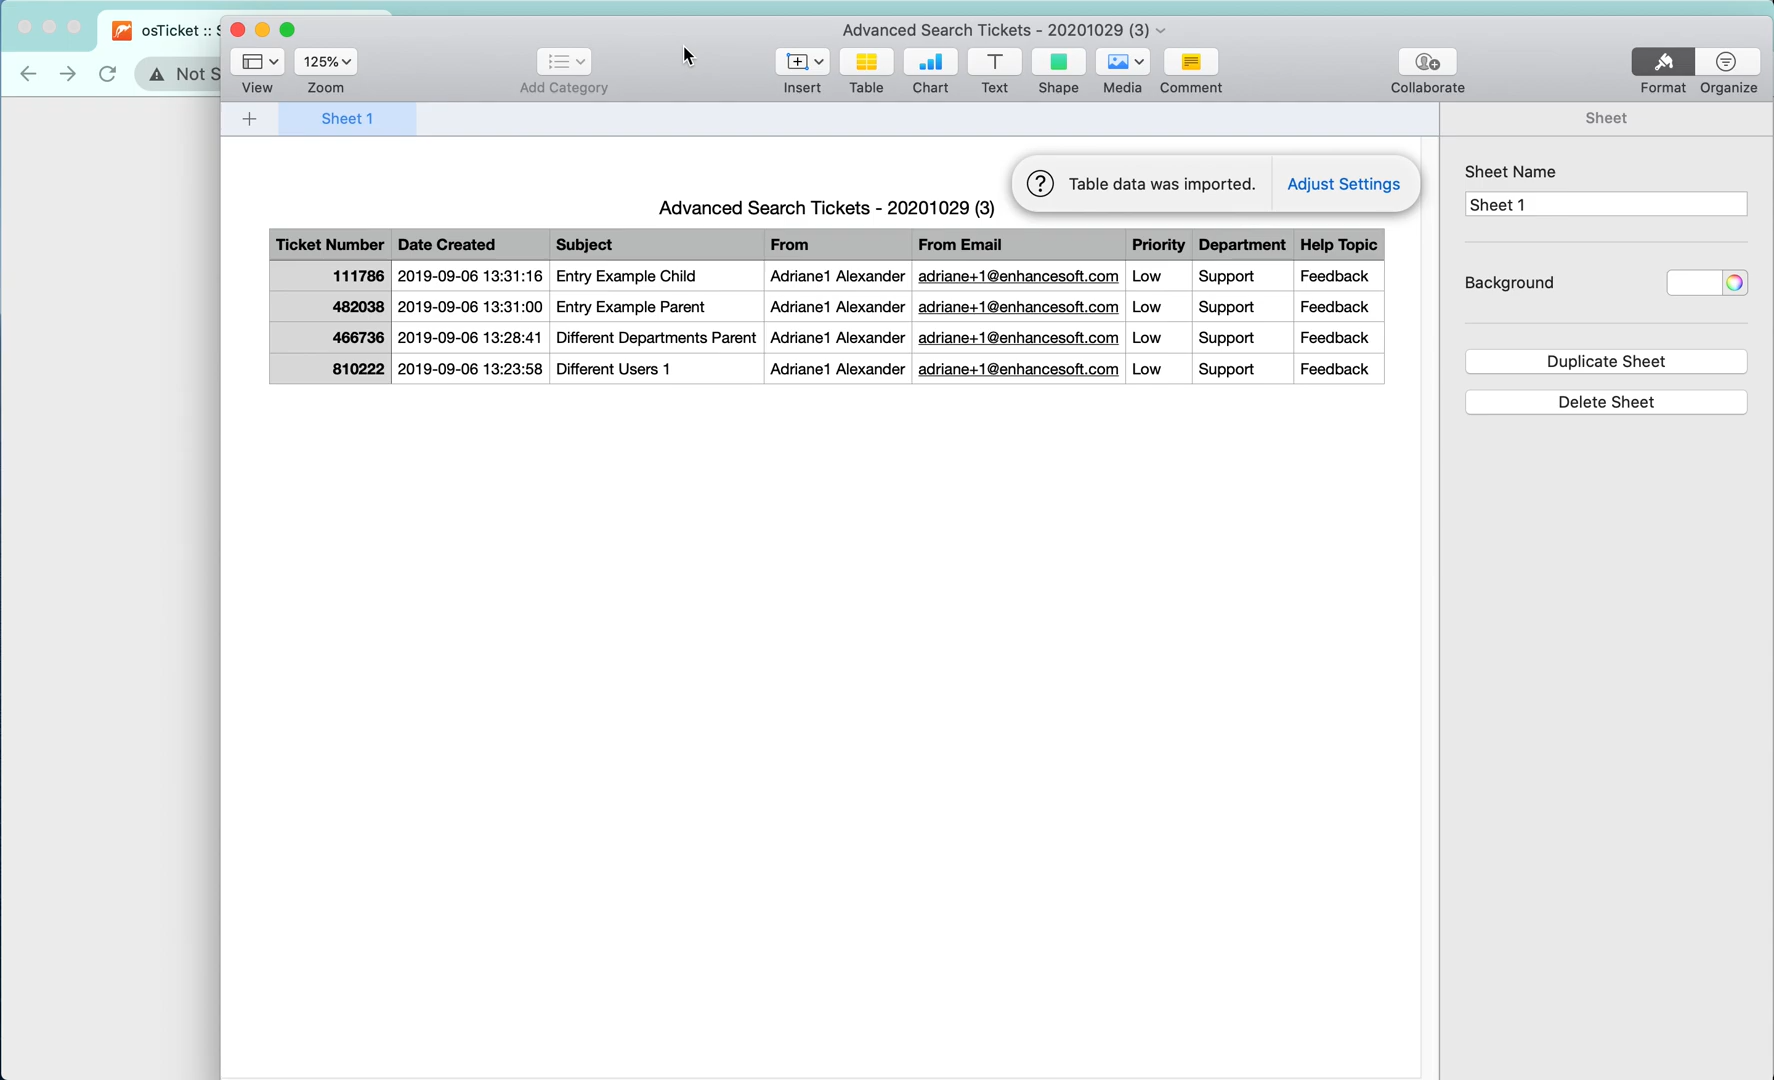 osTicket :: S
Advanced Search Tickets - 20201029 (3)
Not S
125%
View
Zoom
Add Category
Insert
Table
Chart
Text
Shape
Media
Comment
Collaborate
Format
Organize
Sheet 1
Sheet
Table data was imported.
Adjust Settings
Advanced Search Tickets - 20201029 (3)
Ticket Number Date Created Subject From From Email Priority Department Help Topic
111786 2019-09-06 13:31:16 Entry Example Child Adriane1 Alexander adriane+1@enhancesoft.com Low Support Feedback
482038 2019-09-06 13:31:00 Entry Example Parent Adriane1 Alexander adriane+1@enhancesoft.com Low Support Feedback
466736 2019-09-06 13:28:41 Different Departments Parent Adriane1 Alexander adriane+1@enhancesoft.com Low Support Feedback
810222 2019-09-06 13:23:58 Different Users 1 Adriane1 Alexander adriane+1@enhancesoft.com Low Support Feedback
Sheet Name
Sheet 1
Background
Duplicate Sheet
Delete Sheet